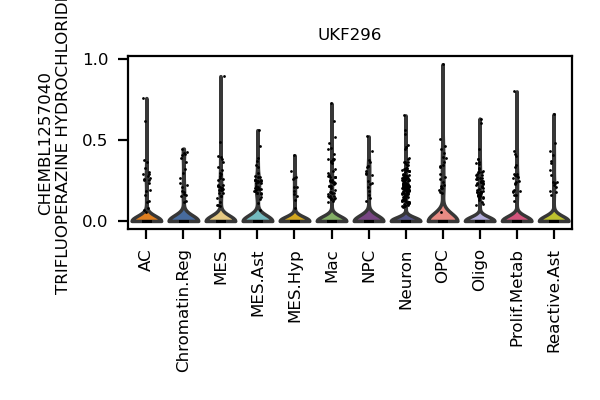 UKF296
CHEMBL1257040
TRIFLUOPERAZINE HYDROCHLORIDE
1.0
0.5
0.0
AC
Chromatin.Reg
MES
MES.Ast
MES.Hyp
Mac
NPC
Neuron
OPC
Oligo
Prolif.Metab
Reactive.Ast